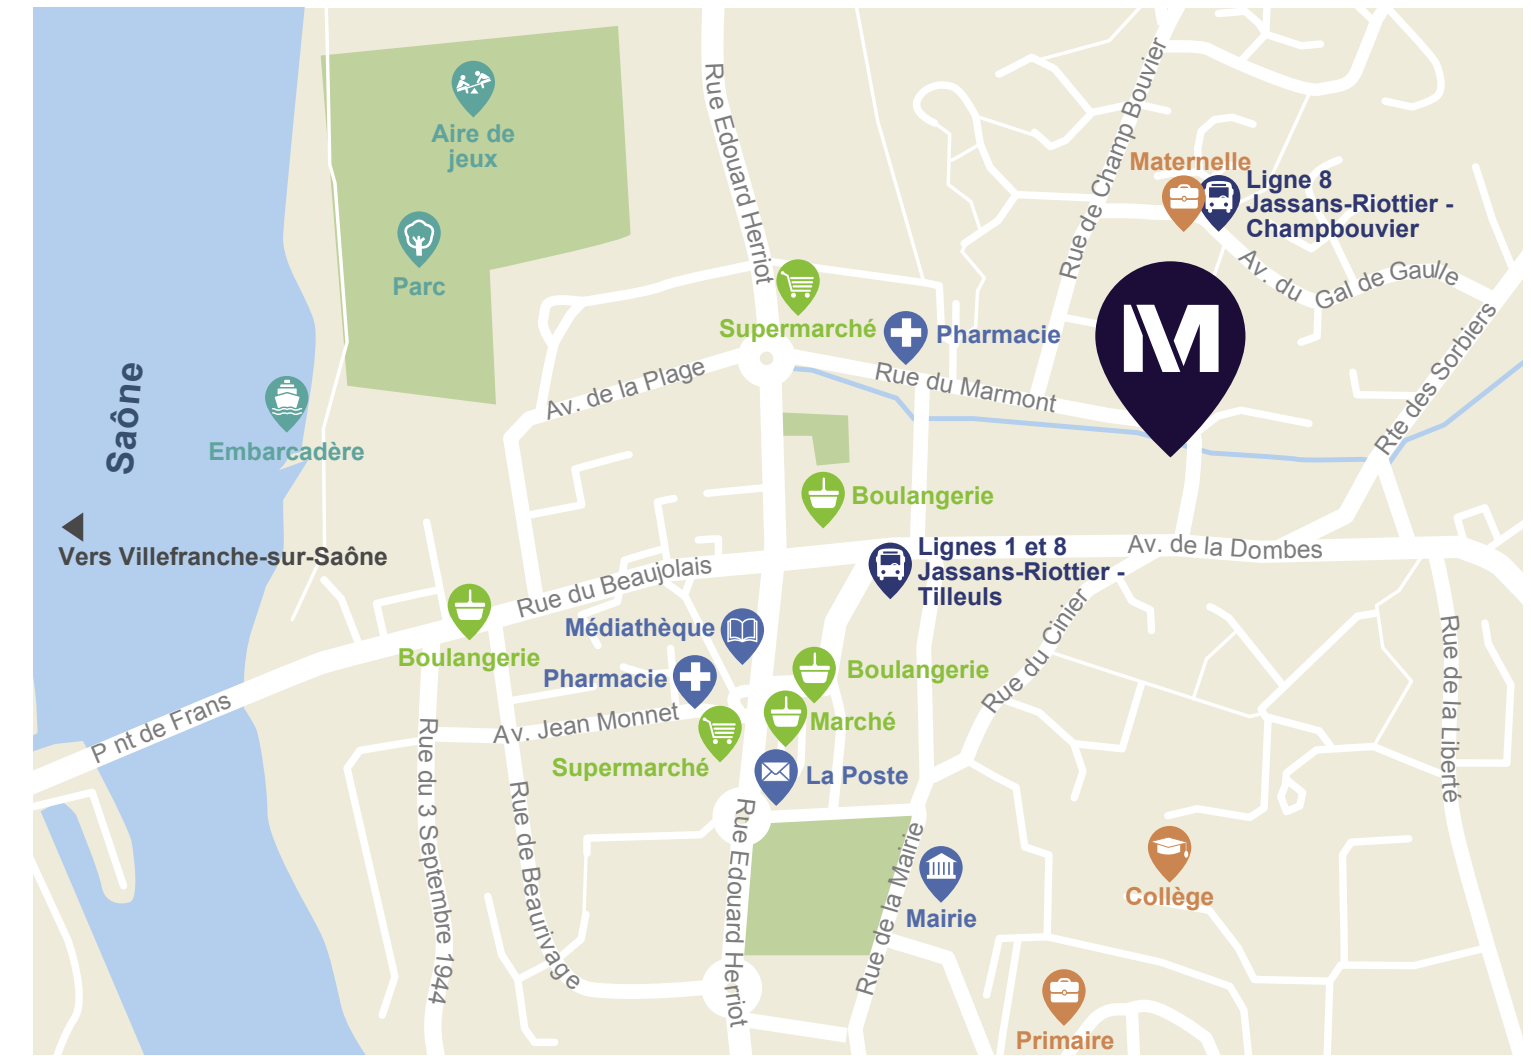 Aire de
jeux
Parc
Embarcadère
Saône
Vers Villefranche-sur-Saône
Rue Edouard Herriot
Rue de Champ Bouvier
Maternelle
Ligne 8
Jassans-Riottier -
Champbouvier
Av. du Gal de Gaulle
Rte des Sorbiers
M
Supermarché
Pharmacie
Rue du Marmont
Av. de la Plage
Boulangerie
Lignes 1 et 8
Jassans-Riottier -
Tilleuls
Av. de la Dombes
Rue du Beaujolais
Boulangerie
Médiathèque
Pharmacie
Boulangerie
Marché
Av. Jean Monnet
Supermarché
La Poste
Rue du Cinier
Rue de la Liberté
P nt de Frans
Rue du 3 Septembre 1944
Rue de Beaurivage
Rue Edouard Herriot
Rue de la Mairie
Mairie
Collège
Primaire